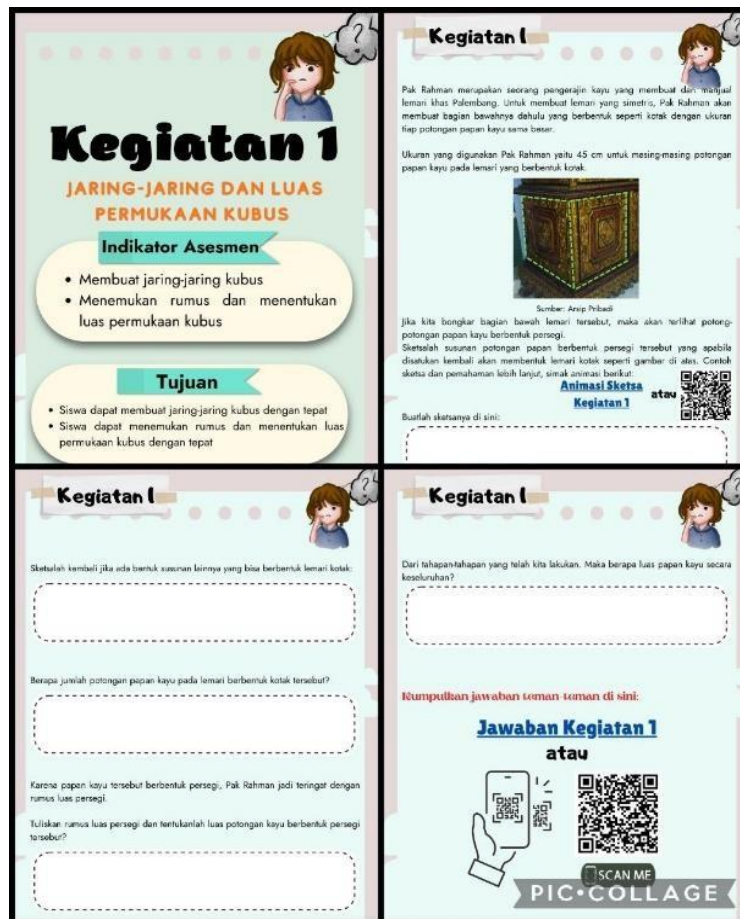 Kegiatan 1
JARING-JARING DAN LUAS
PERMUKAAN KUBUS
Indikator Asesmen
• Membuat jaring-jaring kubus
• Menemukan rumus dan menentukan
luas permukaan kubus
Tujuan
• Siswa dapat membuat jaring-jaring kubus dengan tepat
• Siswa dapat menemukan rumus dan menentukan luas
permukaan kubus dengan tepat
Kegiatan 1
Pak Rahman merupakan seorang pengerajin kayu yang membuat dan menjual
lemari khas Palembang. Untuk membuat lemari yang simetris, Pak Rahman akan
membuat bagian bawahnya dahulu yang berbentuk seperti kotak dengan ukuran
tiap potongan papan kayu sama besar.
Ukuran yang digunakan Pak Rahman yaitu 45 cm untuk masing-masing potongan
papan kayu pada lemari yang berbentuk kotak.
Sumber: Arsip Pribadi
Jika kita bongkar bagian bawah lemari tersebut, maka akan terlihat potong-
potongan papan kayu berbentuk persegi.
Sketsalah susunan potongan papan berbentuk persegi tersebut yang apabila
disatukan kembali akan membentuk lemari kotak seperti gambar di atas. Contoh
sketsa dan pemahaman lebih lanjut, simak animasi berikut:
Animasi Sketsa
Kegiatan 1
atau
Buatlah sketsanya di sini:
Kegiatan 1
Sketsalah kembali jika ada bentuk susunan lainnya yang bisa berbentuk lemari kotak:
Berapa jumlah potongan papan kayu pada lemari berbentuk kotak tersebut?
Karena papan kayu tersebut berbentuk persegi, Pak Rahman jadi teringat dengan
rumus luas persegi.
Tuliskan rumus luas persegi dan tentukanlah luas potongan kayu berbentuk persegi
tersebut?
Kegiatan 1
Dari tahapan-tahapan yang telah kita lakukan. Maka berapa luas papan kayu secara
keseluruhan?
Kumpulkan jawaban teman-teman di sini:
Jawaban Kegiatan 1
atau
SCAN ME
PIC•COLLAGE